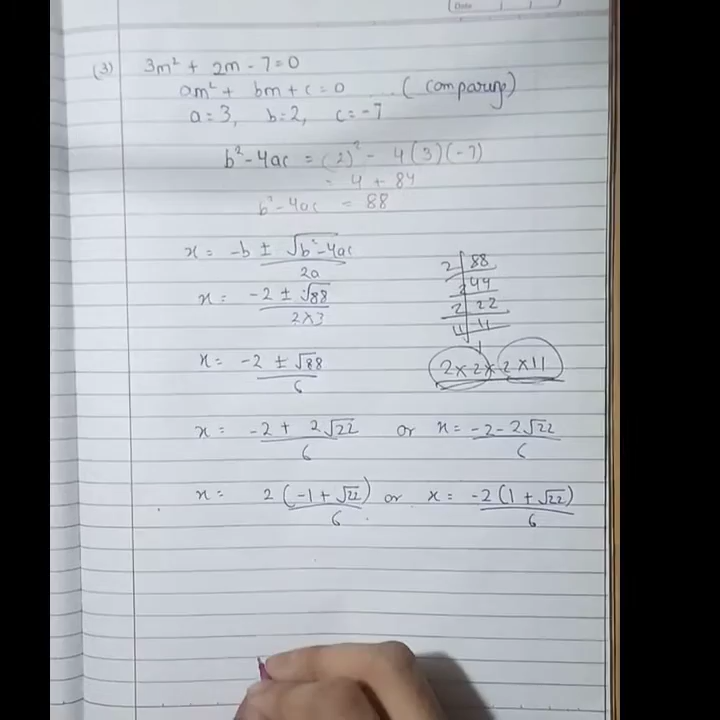 Date
(3) 3m² + 2m - 7 = 0
am² + bm + c = 0 ... (comparing)
a = 3, b = 2, c = -7
b² - 4ac = (2)² - 4(3)(-7)
= 4 + 84
b² - 4ac = 88
x = -b ± √b² - 4ac / 2a
x = -2 ± √88 / 2×3
x = -2 ± √88 / 6
2 | 88
2 | 44
2 | 22
11 | 11
1
2×2×2×11
x = -2 + 2√22 / 6 or x = -2 - 2√22 / 6
x = 2(-1 + √22) / 6 or x = -2(1 + √22) / 6